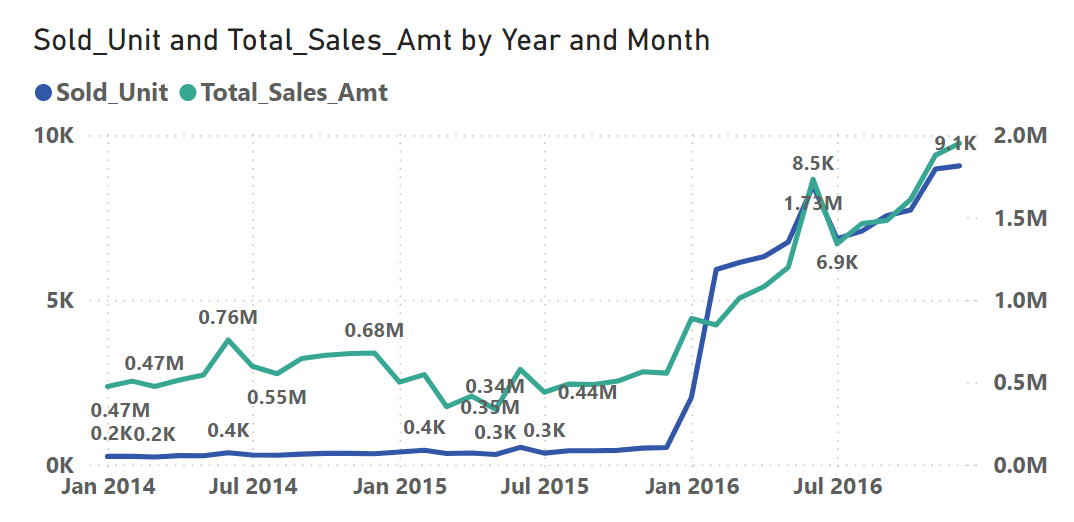 Sold_Unit and Total_Sales_Amt by Year and Month
Sold_Unit Total_Sales_Amt
10K 2.0M
9.1K
8.5K
1.73M
1.5M
6.9K
5K 1.0M
0.76M
0.68M
0.47M
0.55M
0.34M
0.44M
0.5M
0.35M
0.47M
0.2K 0.2K 0.4K 0.4K 0.3K 0.3K
0K 0.0M
Jan 2014 Jul 2014 Jan 2015 Jul 2015 Jan 2016 Jul 2016